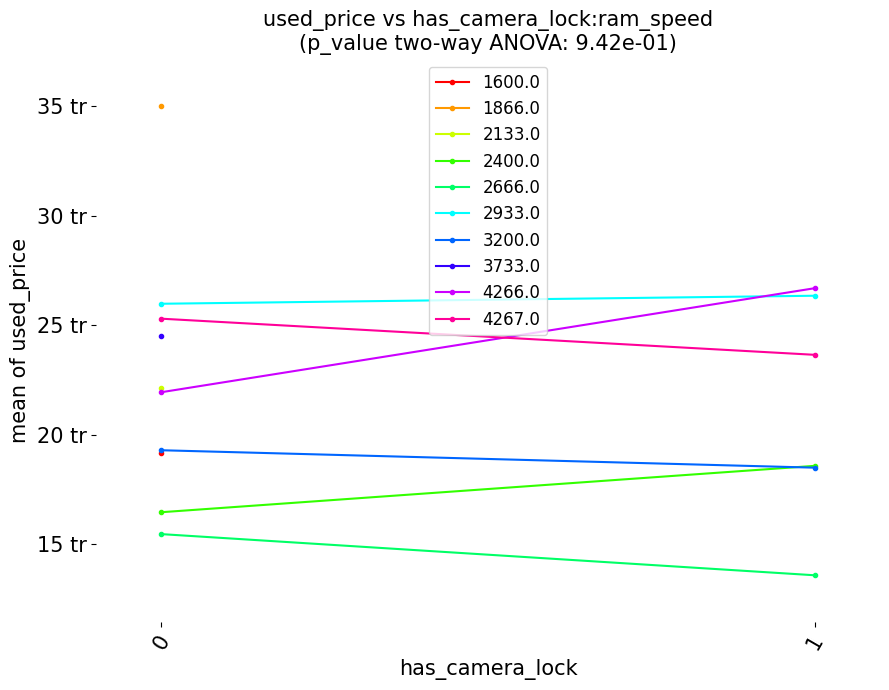 used_price vs has_camera_lock:ram_speed
(p_value two-way ANOVA: 9.42e-01)
1600.0
1866.0
2133.0
2400.0
2666.0
2933.0
3200.0
3733.0
4266.0
4267.0
35 tr
30 tr
25 tr
20 tr
15 tr
mean of used_price
0
1
has_camera_lock